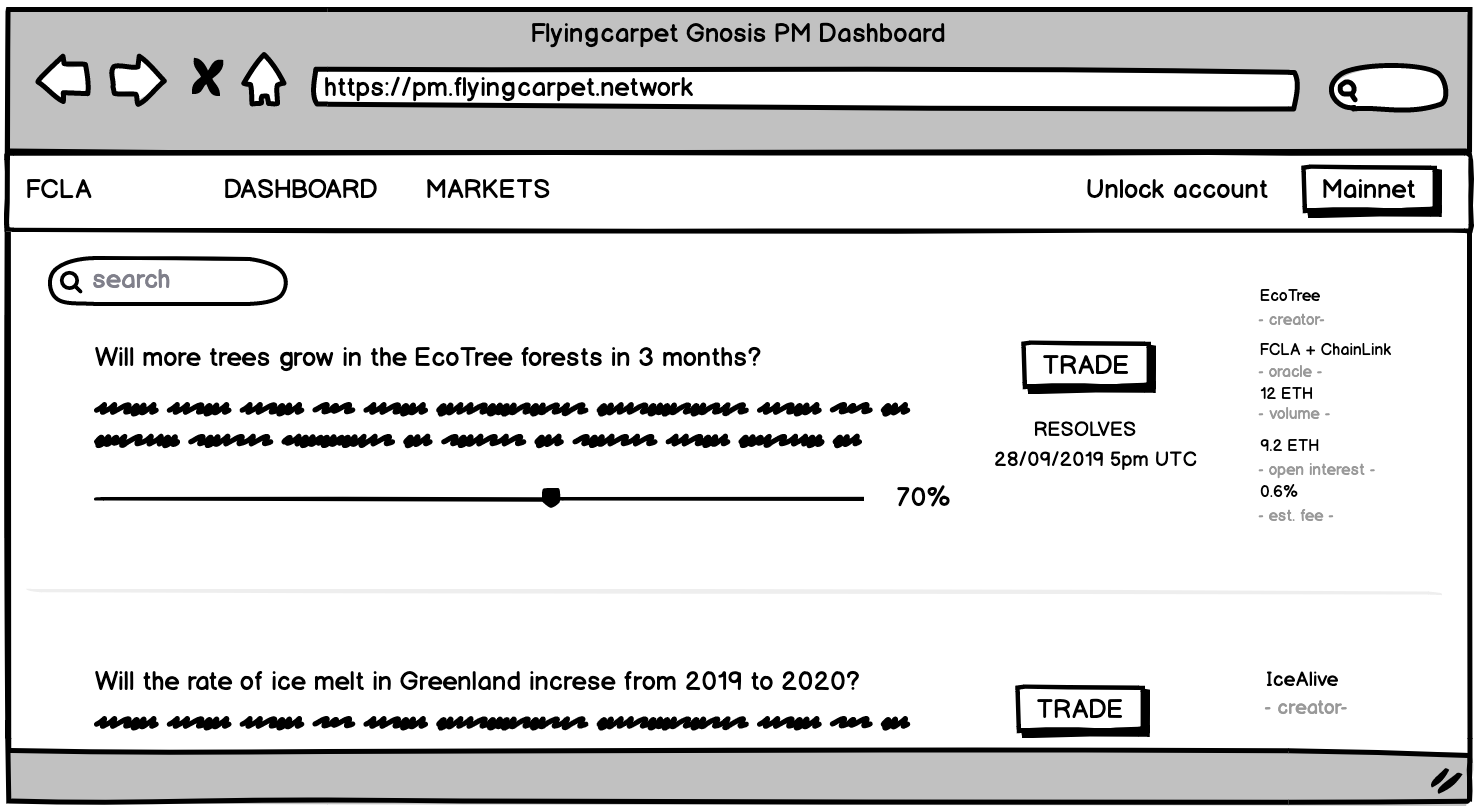 Flyingcarpet Gnosis PM Dashboard
https://pm.flyingcarpet.network
FCLA DASHBOARD MARKETS Unlock account Mainnet
search
Will more trees grow in the EcoTree forests in 3 months?
70%
TRADE
RESOLVES
28/09/2019 5pm UTC
EcoTree
- creator-
FCLA + ChainLink
- oracle -
12 ETH
- volume -
9.2 ETH
- open interest -
0.6%
- est. fee -
Will the rate of ice melt in Greenland increse from 2019 to 2020?
TRADE
IceAlive
- creator-